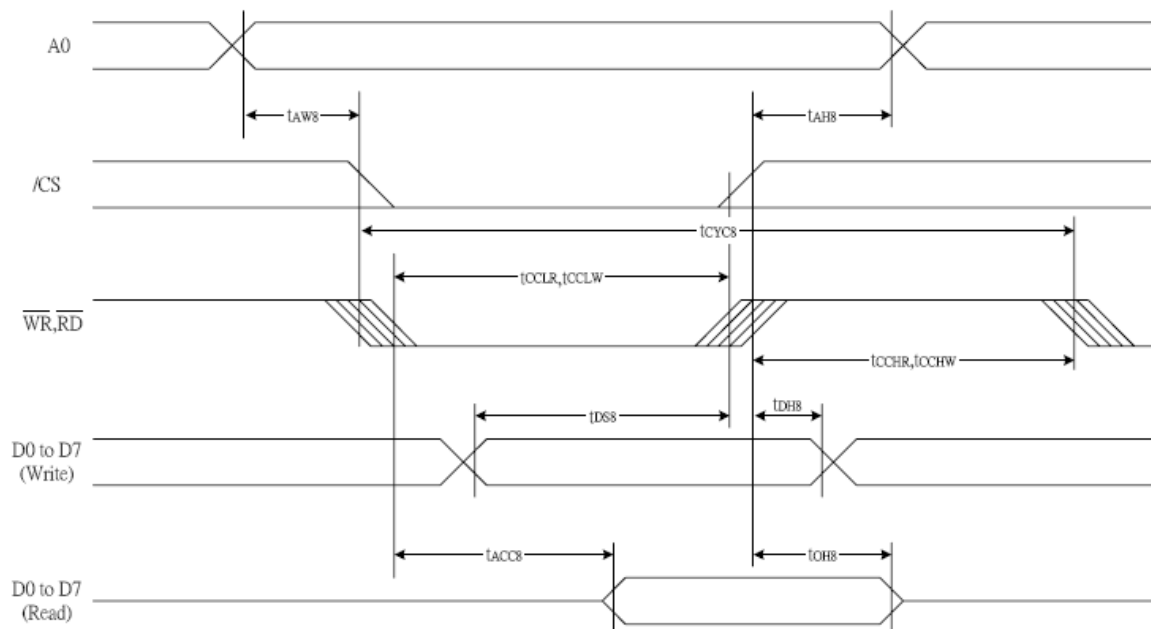 A0
tAW8
tAH8
/CS
tCYC8
tCCLR,tCCLW
WR,RD
tCCHR,tCCHW
tDS8
tDH8
D0 to D7
(Write)
tACC8
tOH8
D0 to D7
(Read)